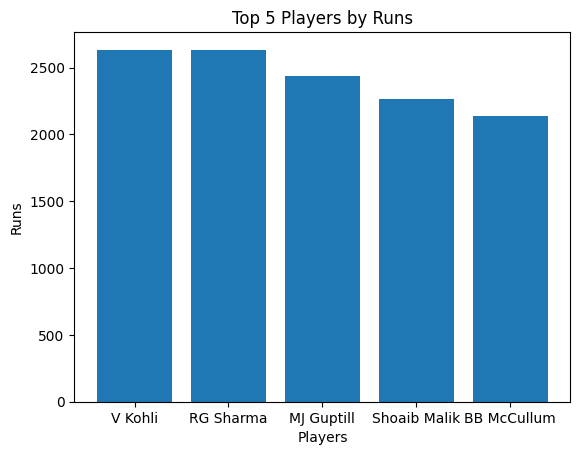 Top 5 Players by Runs
Runs
2500
2000
1500
1000
500
0
V Kohli RG Sharma MJ Guptill Shoaib Malik BB McCullum
Players